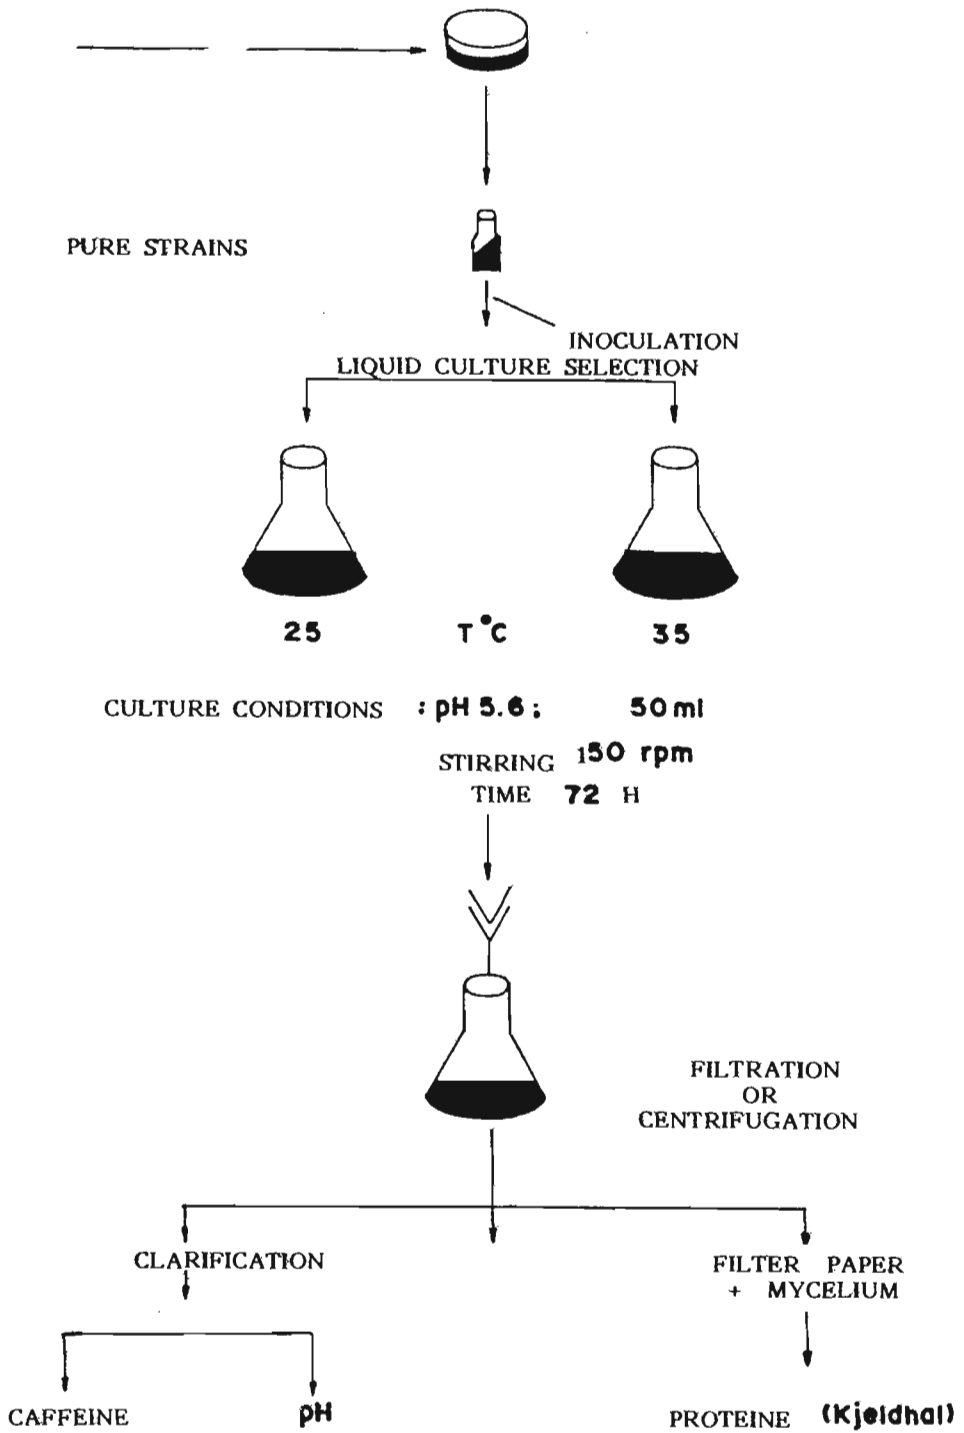 PURE STRAINS
INOCULATION
LIQUID CULTURE SELECTION
25 T°C 35
CULTURE CONDITIONS : pH 5.6; 50 ml
STIRRING 150 rpm
TIME 72 H
FILTRATION
OR
CENTRIFUGATION
CLARIFICATION
FILTER PAPER
+ MYCELIUM
CAFFEINE pH PROTEINE (Kjeldhal)